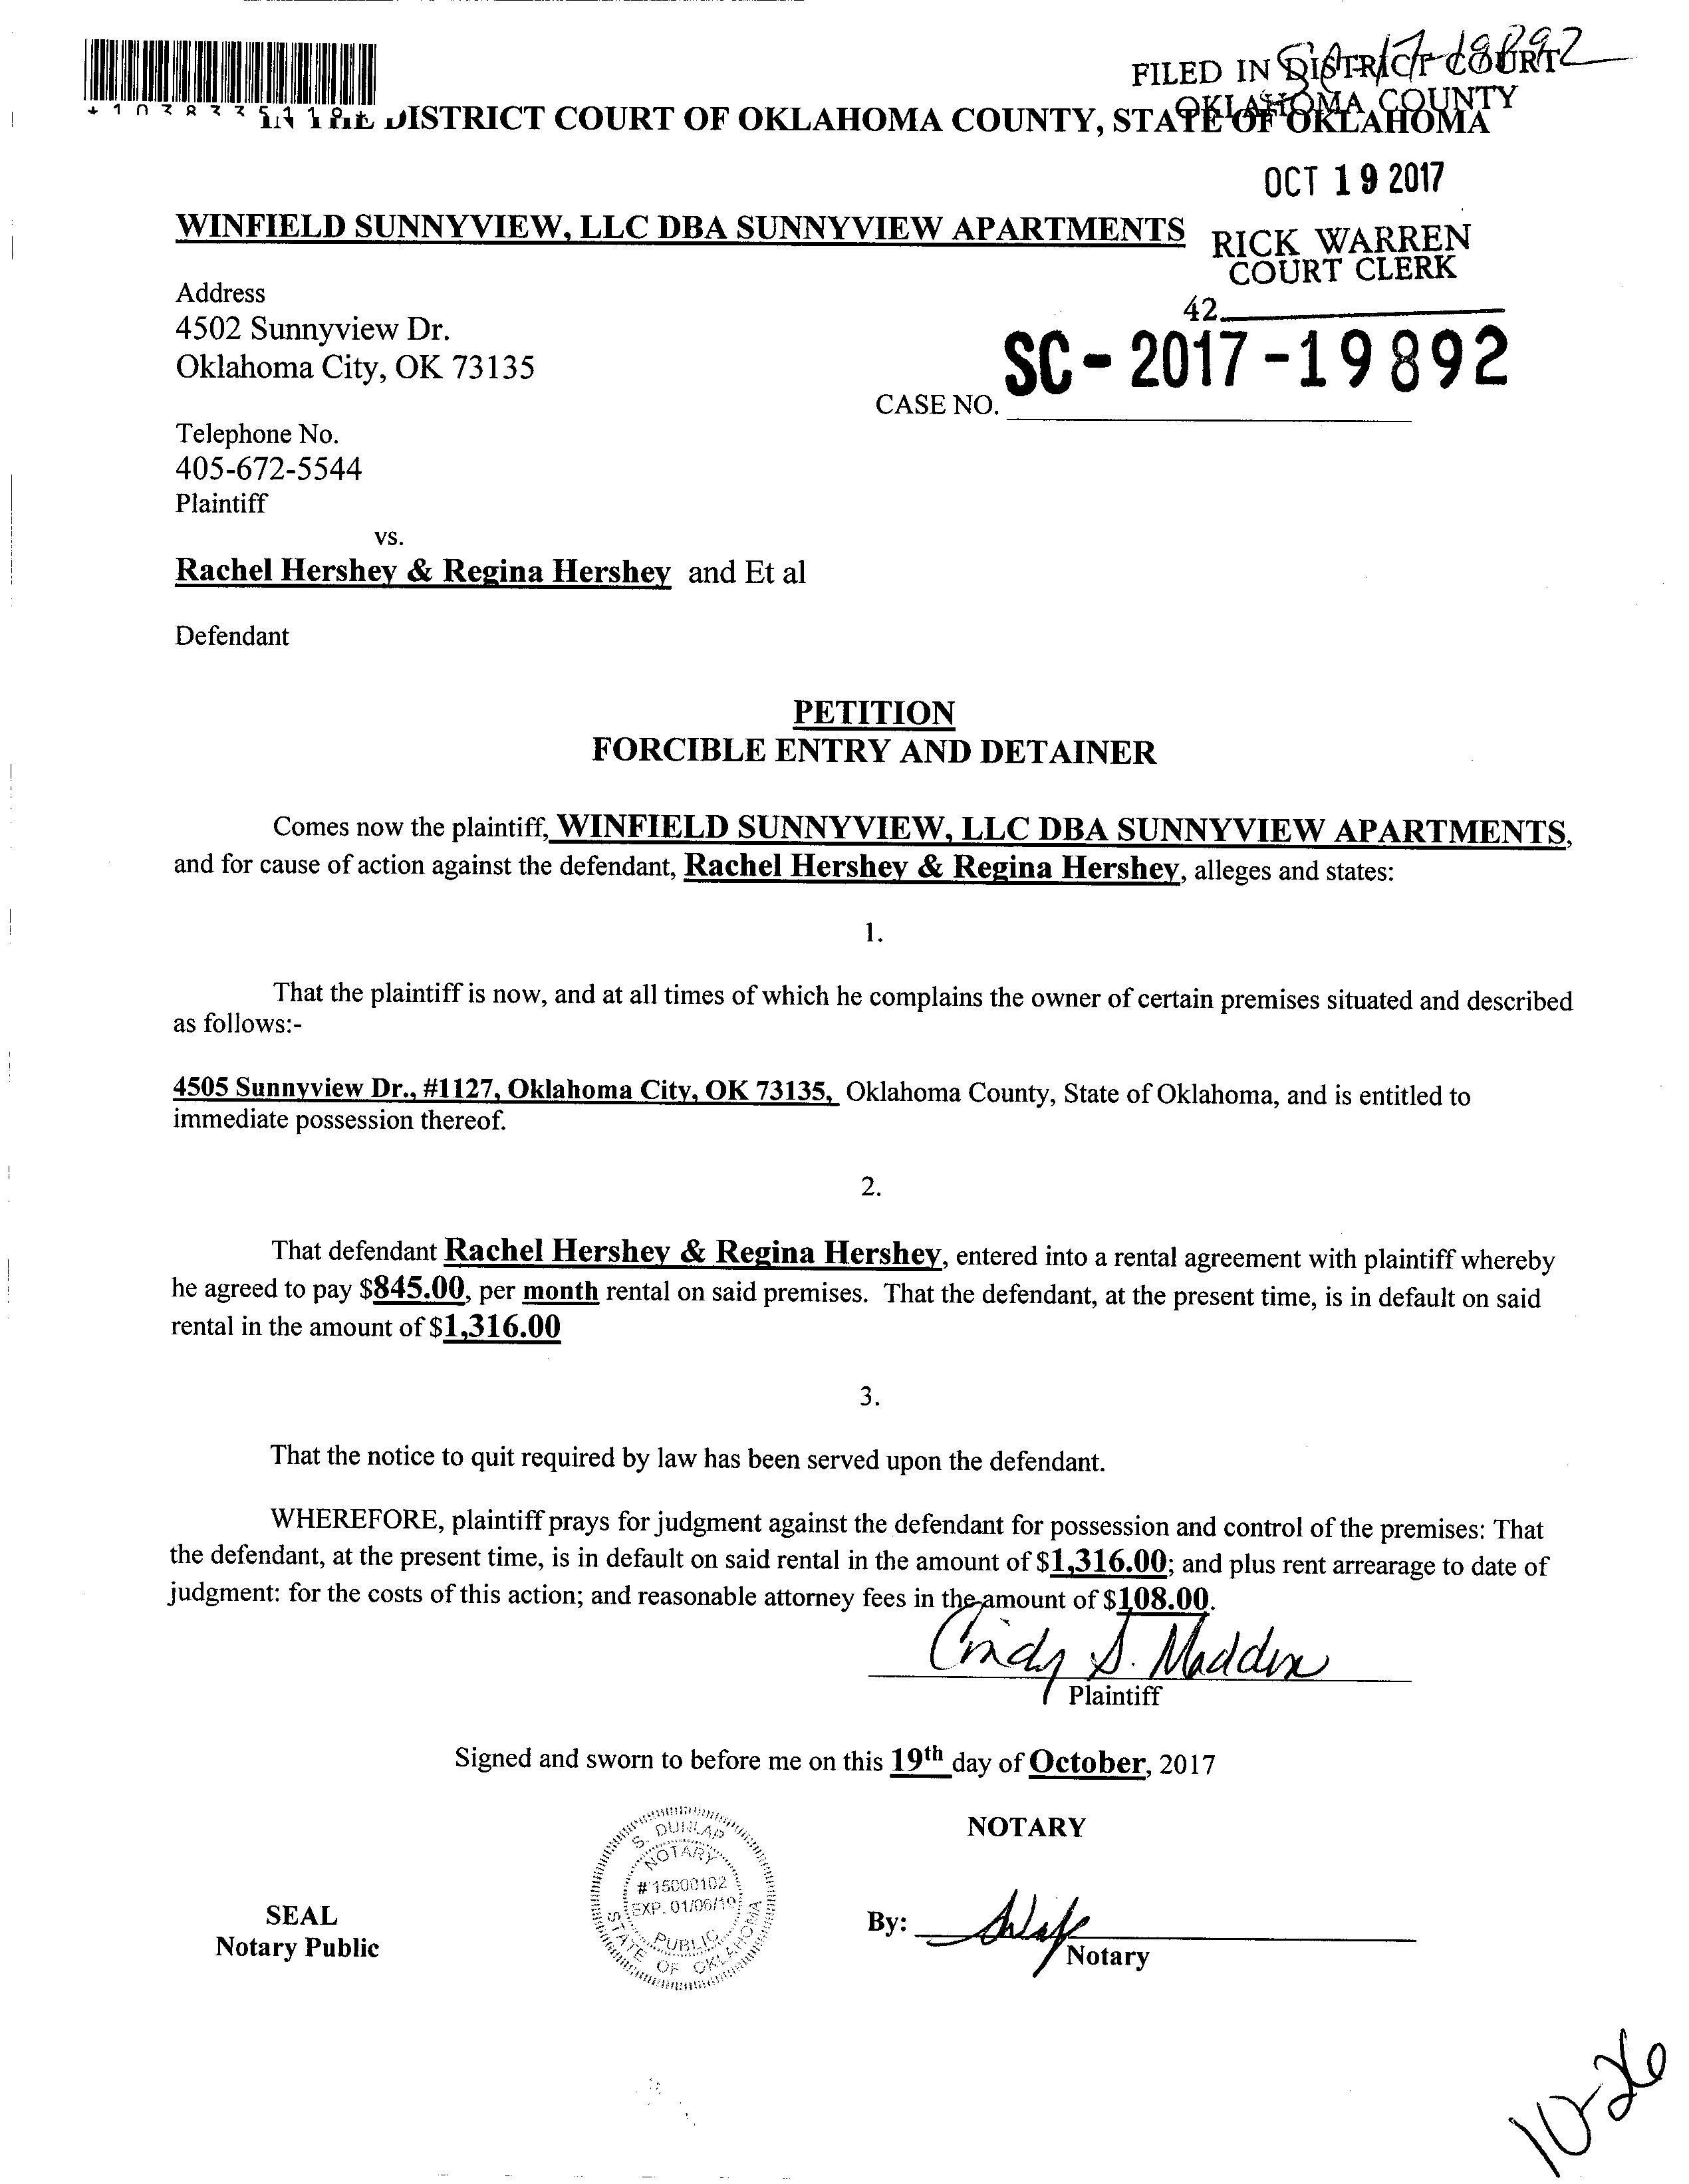 FILED IN DISTRICT COURT
OKLAHOMA COUNTY
IN THE DISTRICT COURT OF OKLAHOMA COUNTY, STATE OF OKLAHOMA
OCT 19 2017
WINFIELD SUNNYVIEW, LLC DBA SUNNYVIEW APARTMENTS
RICK WARREN
COURT CLERK
42
Address
4502 Sunnyview Dr.
Oklahoma City, OK 73135
SC-2017-19892
CASE NO.
Telephone No.
405-672-5544
Plaintiff
vs.
Rachel Hershey & Regina Hershey and Et al
Defendant
PETITION
FORCIBLE ENTRY AND DETAINER
Comes now the plaintiff, WINFIELD SUNNYVIEW, LLC DBA SUNNYVIEW APARTMENTS,
and for cause of action against the defendant, Rachel Hershey & Regina Hershey, alleges and states:
1.
That the plaintiff is now, and at all times of which he complains the owner of certain premises situated and described
as follows:-
4505 Sunnyview Dr., #1127, Oklahoma City, OK 73135, Oklahoma County, State of Oklahoma, and is entitled to
immediate possession thereof.
2.
That defendant Rachel Hershey & Regina Hershey, entered into a rental agreement with plaintiff whereby
he agreed to pay $845.00, per month rental on said premises. That the defendant, at the present time, is in default on said
rental in the amount of $1,316.00
3.
That the notice to quit required by law has been served upon the defendant.
WHEREFORE, plaintiff prays for judgment against the defendant for possession and control of the premises: That
the defendant, at the present time, is in default on said rental in the amount of $1,316.00; and plus rent arrearage to date of
judgment: for the costs of this action; and reasonable attorney fees in the amount of $108.00.
Cindy S. Madden
Plaintiff
Signed and sworn to before me on this 19th day of October, 2017
NOTARY
S. DUNLAP
NOTARY
# 15000102
EXP. 01/06/19
PUBLIC
STATE OF OKLAHOMA
SEAL
Notary Public
By:
Notary
10-26